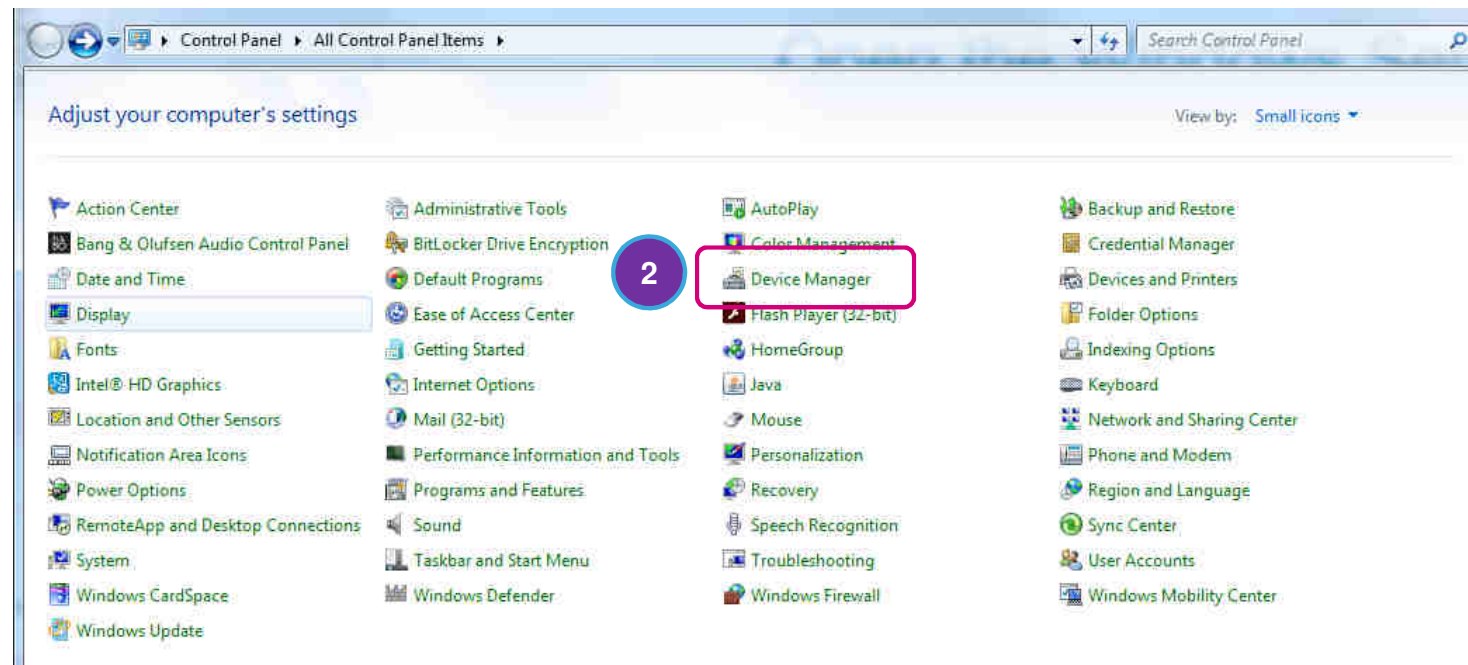 Control Panel All Control Panel Items Search Control Panel
Adjust your computer's settings View by: Small icons
Action Center Administrative Tools AutoPlay Backup and Restore
Bang & Olufsen Audio Control Panel BitLocker Drive Encryption Color Management Credential Manager
Date and Time Default Programs 2 Device Manager Devices and Printers
Display Ease of Access Center Flash Player (32-bit) Folder Options
Fonts Getting Started HomeGroup Indexing Options
Intel® HD Graphics Internet Options Java Keyboard
Location and Other Sensors Mail (32-bit) Mouse Network and Sharing Center
Notification Area Icons Performance Information and Tools Personalization Phone and Modem
Power Options Programs and Features Recovery Region and Language
RemoteApp and Desktop Connections Sound Speech Recognition Sync Center
System Taskbar and Start Menu Troubleshooting User Accounts
Windows CardSpace Windows Defender Windows Firewall Windows Mobility Center
Windows Update